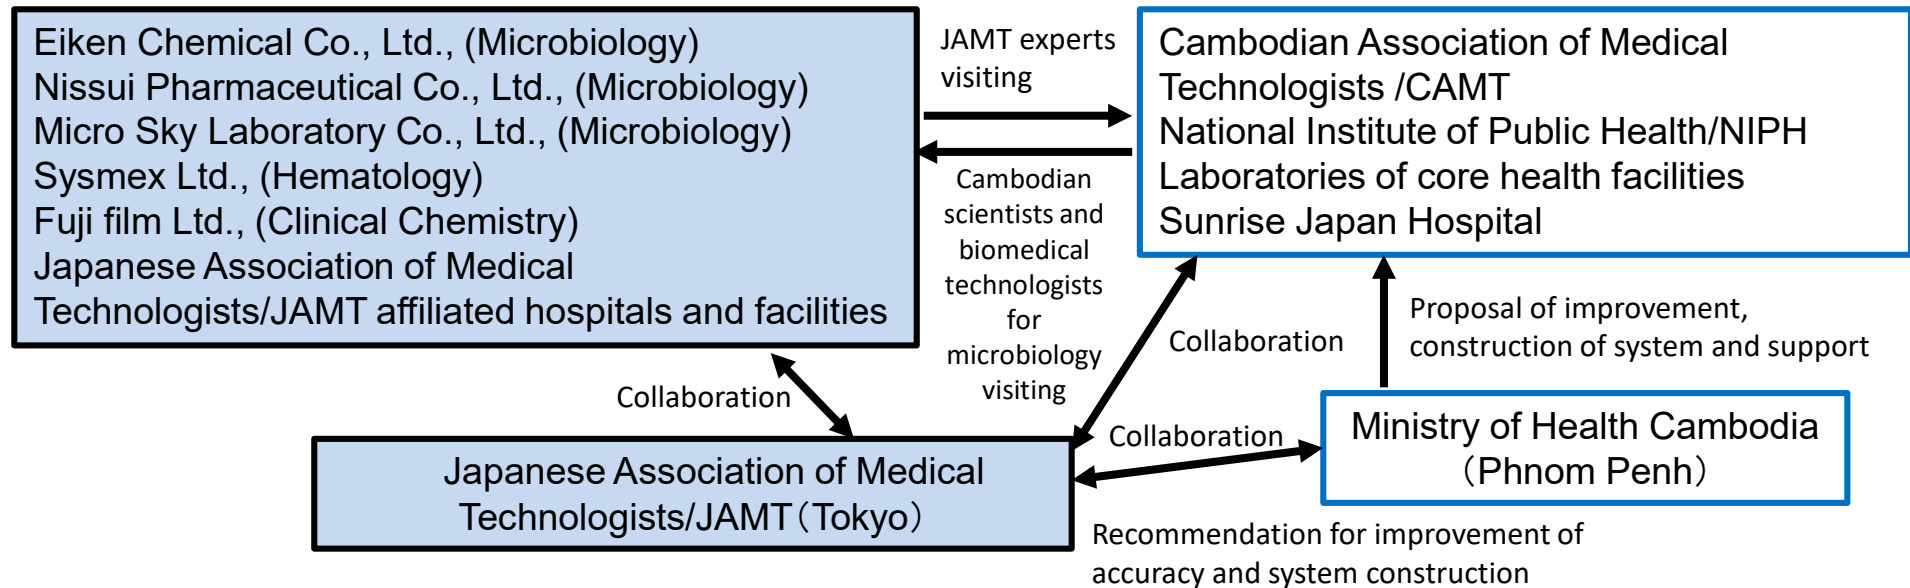 Eiken Chemical Co., Ltd., (Microbiology)
Nissui Pharmaceutical Co., Ltd., (Microbiology)
Micro Sky Laboratory Co., Ltd., (Microbiology)
Sysmex Ltd., (Hematology)
Fuji film Ltd., (Clinical Chemistry)
Japanese Association of Medical
Technologists/JAMT affiliated hospitals and facilities
JAMT experts
visiting
Cambodian
scientists and
biomedical
technologists
for
microbiology
visiting
Cambodian Association of Medical
Technologists /CAMT
National Institute of Public Health/NIPH
Laboratories of core health facilities
Sunrise Japan Hospital
Collaboration
Collaboration
Proposal of improvement,
construction of system and support
Collaboration
Japanese Association of Medical
Technologists/JAMT（Tokyo）
Ministry of Health Cambodia
（Phnom Penh）
Recommendation for improvement of
accuracy and system construction